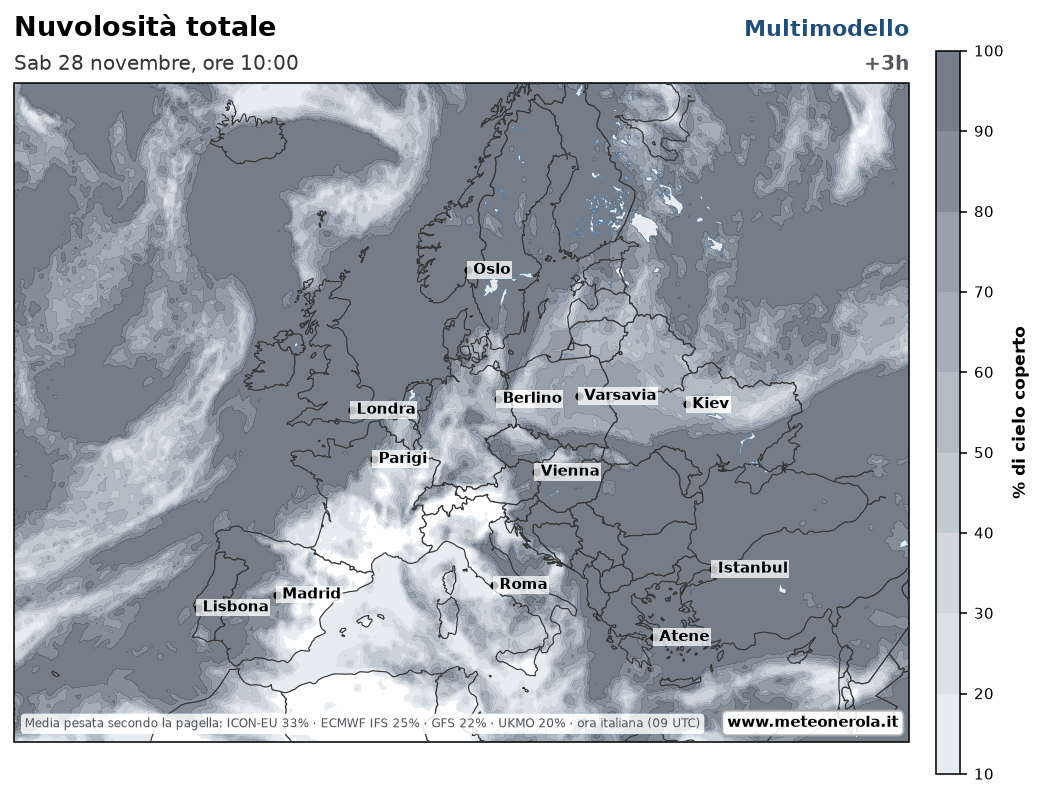 Nuvolosità totale
Multimodello
Sab 28 novembre, ore 10:00
+3h
100
90
80
70
60
50
40
30
20
10
% di cielo coperto
Oslo
Londra
Berlino
Varsavia
Kiev
Parigi
Vienna
Istanbul
Roma
Madrid
Lisbona
Atene
Media pesata secondo la pagella: ICON-EU 33% · ECMWF IFS 25% · GFS 22% · UKMO 20% · ora italiana (09 UTC)
www.meteonerola.it